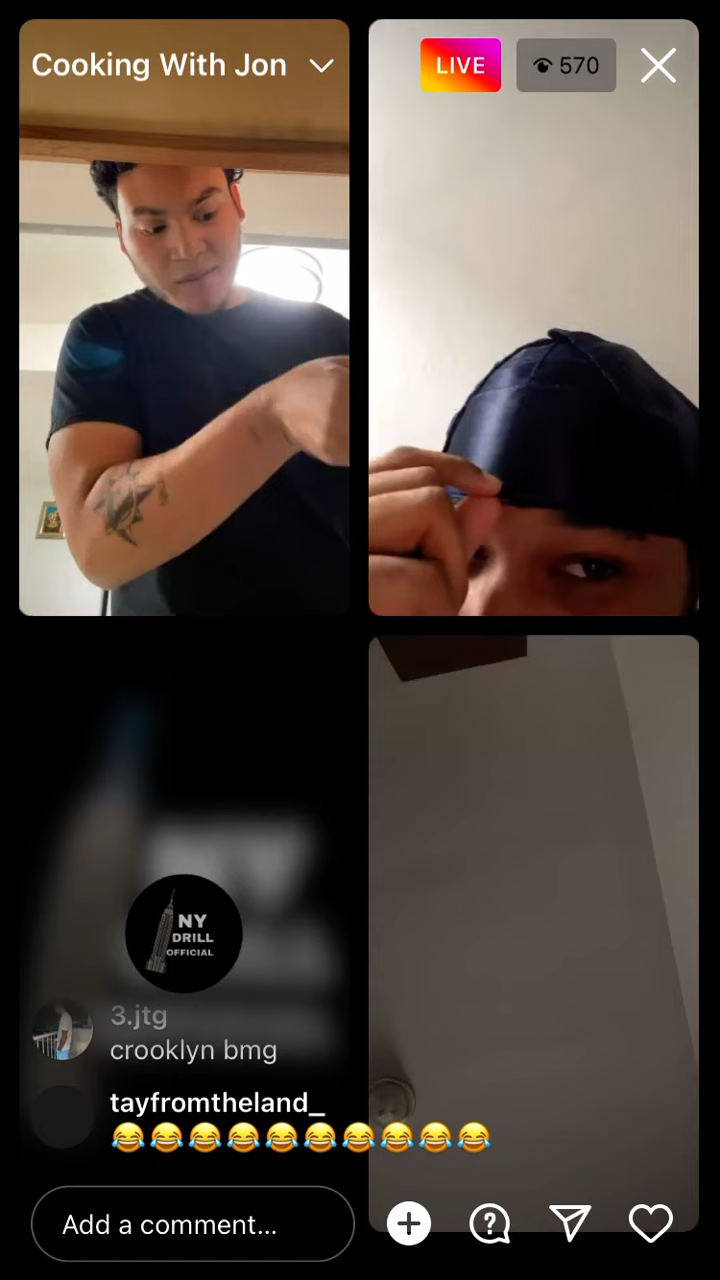 Cooking With Jon
LIVE
570
NY
DRILL
OFFICIAL
3.jtg
crooklyn bmg
tayfromtheland_
😂😂😂😂😂😂😂😂😂😂
Add a comment...